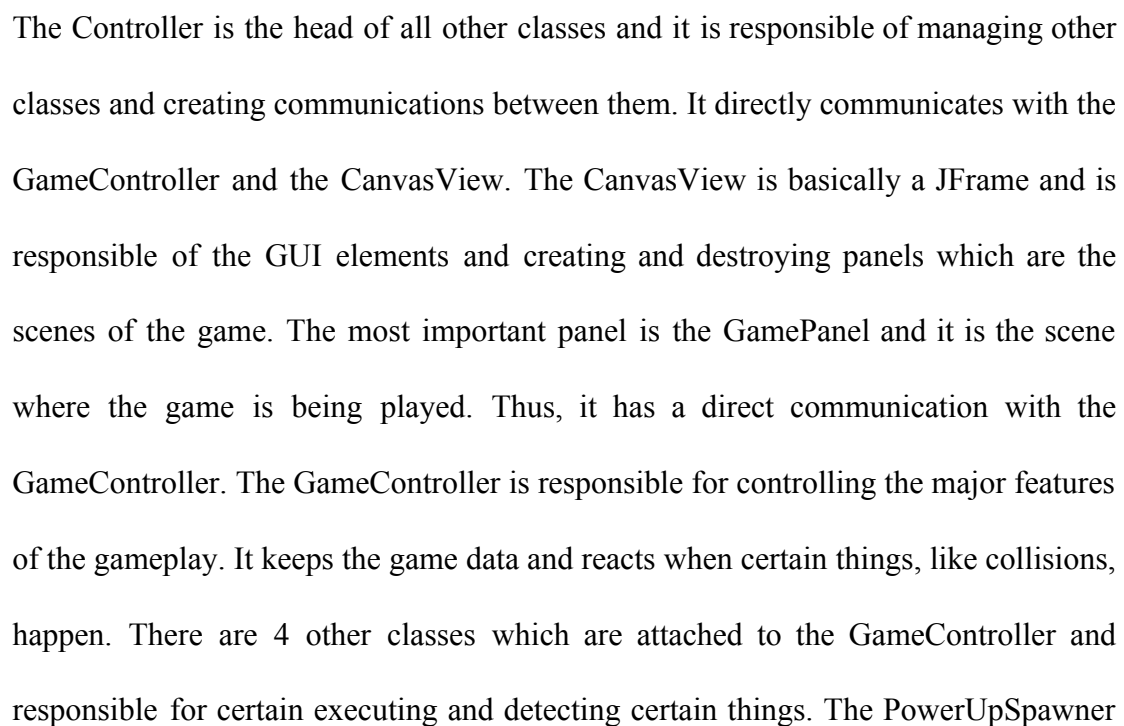 The Controller is the head of all other classes and it is responsible of managing other
classes and creating communications between them. It directly communicates with the
GameController and the CanvasView. The CanvasView is basically a JFrame and is
responsible of the GUI elements and creating and destroying panels which are the
scenes of the game. The most important panel is the GamePanel and it is the scene
where the game is being played. Thus, it has a direct communication with the
GameController. The GameController is responsible for controlling the major features
of the gameplay. It keeps the game data and reacts when certain things, like collisions,
happen. There are 4 other classes which are attached to the GameController and
responsible for certain executing and detecting certain things. The PowerUpSpawner